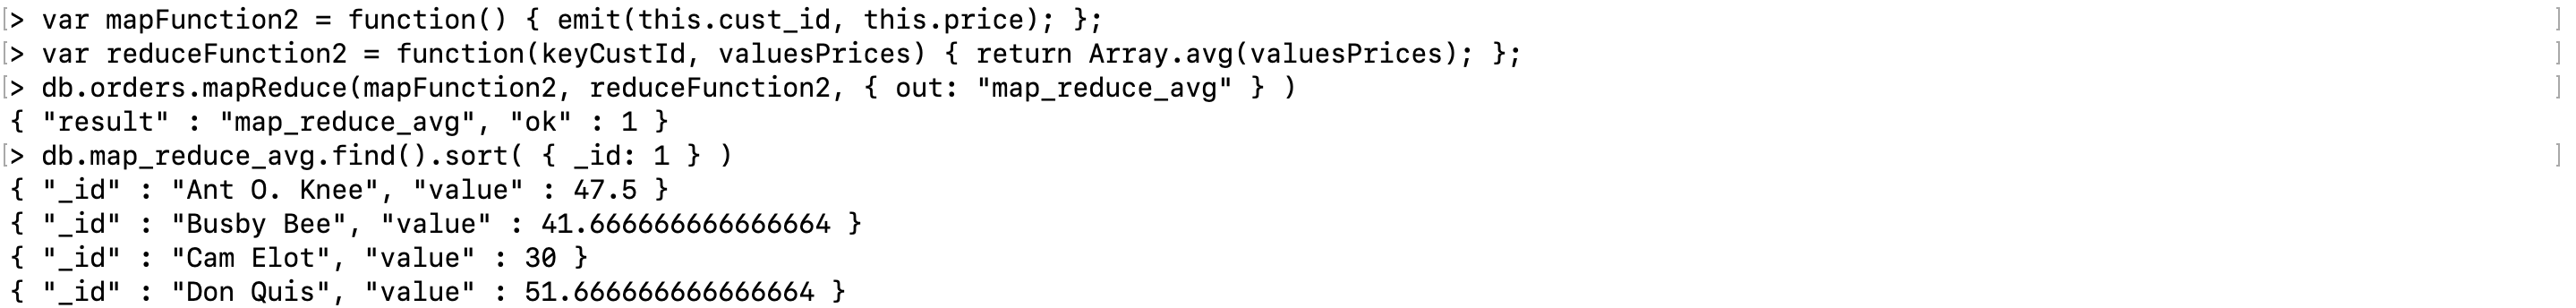 [> var mapFunction2 = function() { emit(this.cust_id, this.price); }; ]
[> var reduceFunction2 = function(keyCustId, valuesPrices) { return Array.avg(valuesPrices); }; ]
[> db.orders.mapReduce(mapFunction2, reduceFunction2, { out: "map_reduce_avg" } ) ]
{ "result" : "map_reduce_avg", "ok" : 1 }
[> db.map_reduce_avg.find().sort( { _id: 1 } ) ]
{ "_id" : "Ant O. Knee", "value" : 47.5 }
{ "_id" : "Busby Bee", "value" : 41.666666666666664 }
{ "_id" : "Cam Elot", "value" : 30 }
{ "_id" : "Don Quis", "value" : 51.666666666666664 }